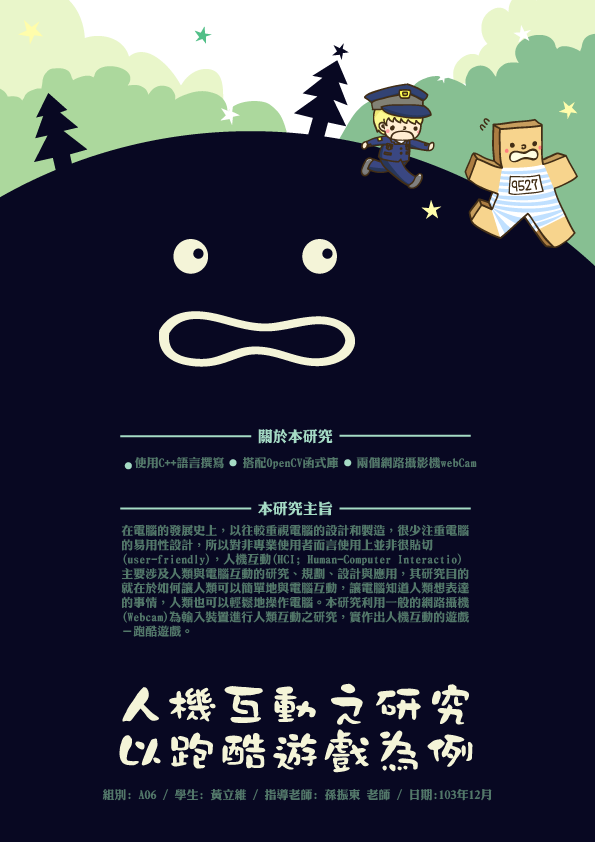 9527
關於本研究
●使用C++語言撰寫 ● 搭配OpenCV函式庫 ● 兩個網路攝影機webCam
本研究主旨
在電腦的發展史上，以往較重視電腦的設計和製造，很少注重電腦
的易用性設計，所以對非專業使用者而言使用上並非很貼切
(user-friendly)，人機互動(HCI; Human-Computer Interactio)
主要涉及人類與電腦互動的研究、規劃、設計與應用，其研究目的
就在於如何讓人類可以簡單地與電腦互動，讓電腦知道人類想表達
的事情，人類也可以輕鬆地操作電腦。本研究利用一般的網路攝機
(Webcam)為輸入裝置進行人類互動之研究，實作出人機互動的遊戲
－跑酷遊戲。
人機互動之研究
以跑酷遊戲為例
組別: A06 / 學生: 黃立維 / 指導老師: 孫振東 老師 / 日期:103年12月